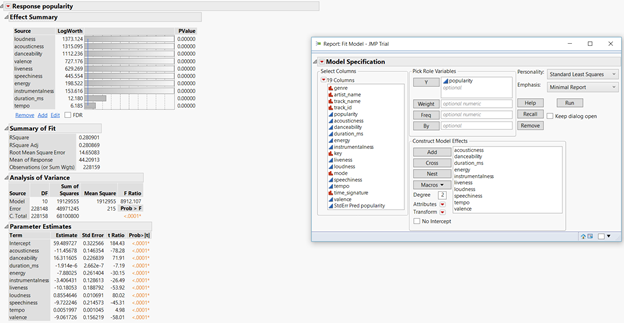 Response popularity
Effect Summary
Source LogWorth PValue
loudness 1373.124 0.00000
acousticness 1315.095 0.00000
danceability 1112.236 0.00000
valence 727.176 0.00000
liveness 629.269 0.00000
speechiness 445.554 0.00000
energy 198.522 0.00000
instrumentalness 153.616 0.00000
duration_ms 12.180 0.00000
tempo 6.185 0.00000
Remove Add Edit FDR
Summary of Fit
RSquare 0.280901
RSquare Adj 0.280869
Root Mean Square Error 14.65083
Mean of Response 44.20913
Observations (or Sum Wgts) 228159
Analysis of Variance
Source DF Sum of Squares Mean Square F Ratio
Model 10 19129555 1912955 8912.107
Error 228148 48971245 215 Prob > F
C. Total 228158 68100800 <.0001*
Parameter Estimates
Term Estimate Std Error t Ratio Prob>|t|
Intercept 59.489727 0.322566 184.43 <.0001*
acousticness -11.45678 0.146354 -78.28 <.0001*
danceability 16.311605 0.226839 71.91 <.0001*
duration_ms -1.914e-6 2.662e-7 -7.19 <.0001*
energy -7.88025 0.261404 -30.15 <.0001*
instrumentalness -3.406431 0.128613 -26.49 <.0001*
liveness -10.18053 0.188792 -53.92 <.0001*
loudness 0.8554646 0.010691 80.02 <.0001*
speechiness -9.722246 0.214573 -45.31 <.0001*
tempo 0.0051997 0.001045 4.98 <.0001*
valence -9.061726 0.156219 -58.01 <.0001*
Report: Fit Model - JMP Trial
Model Specification
Select Columns
19 Columns
genre
artist_name
track_name
track_id
popularity
acousticness
danceability
duration_ms
energy
instrumentalness
key
liveness
loudness
mode
speechiness
tempo
time_signature
valence
StdErr Pred popularity
Pick Role Variables
Y popularity
optional
Weight optional numeric
Freq optional numeric
By optional
Personality: Standard Least Squares
Emphasis: Minimal Report
Help Run
Recall Keep dialog open
Remove
Construct Model Effects
Add
Cross
Nest
Macros
Degree 2
Attributes
Transform
No Intercept
acousticness
danceability
duration_ms
energy
instrumentalness
liveness
loudness
speechiness
tempo
valence